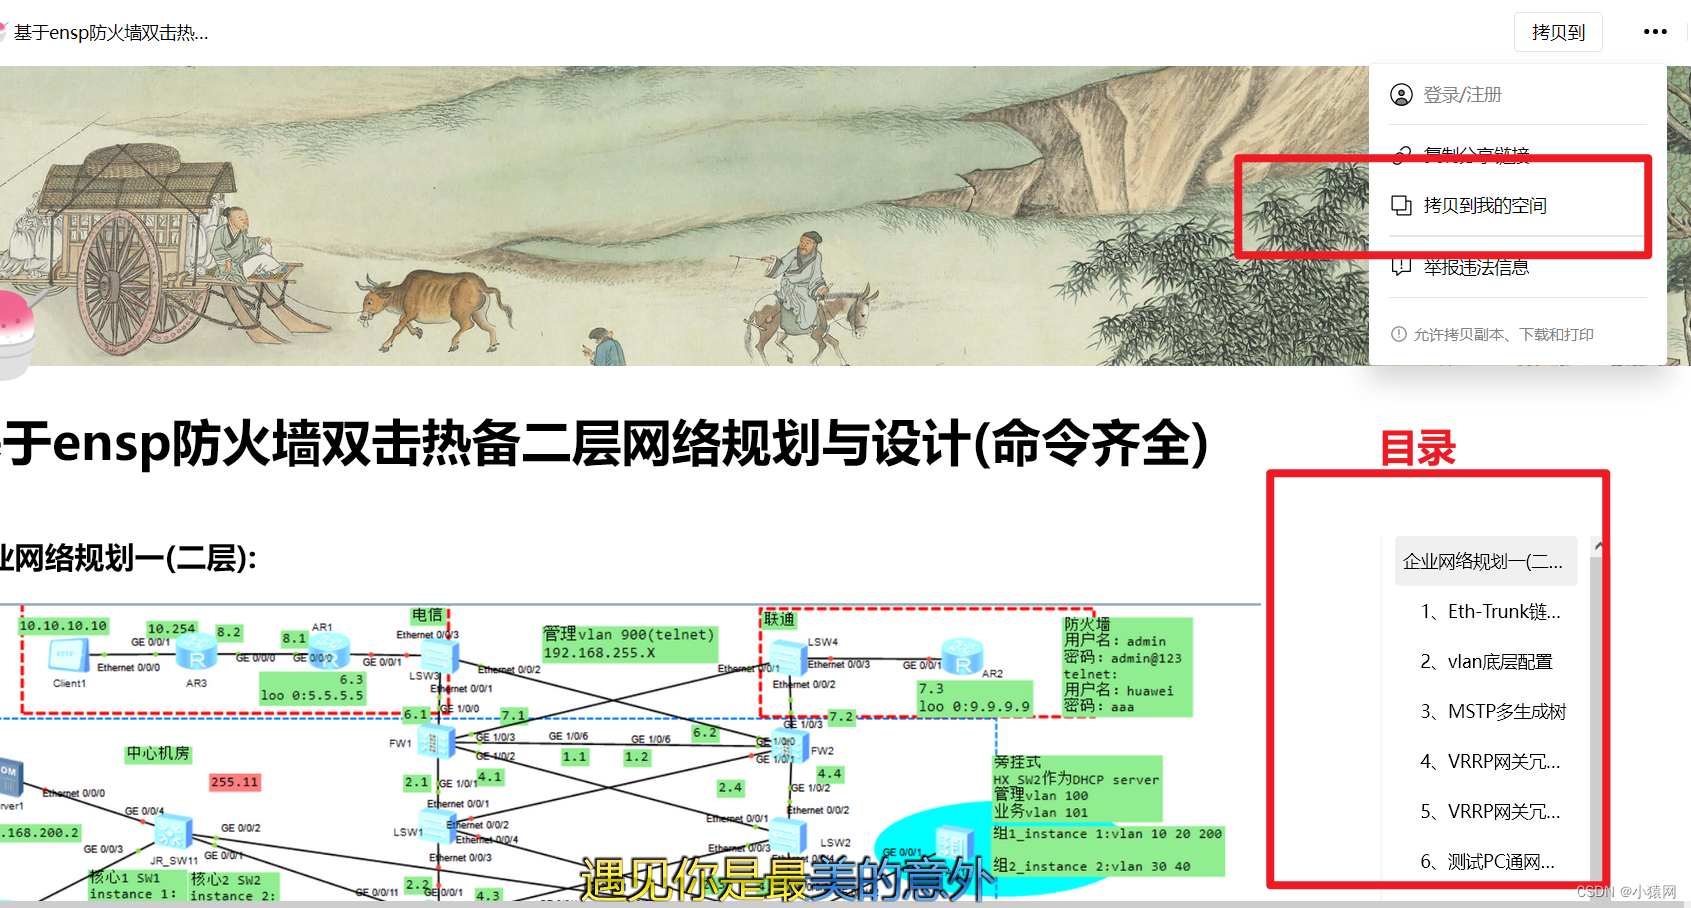 基于ensp防火墙双击热...
拷贝到
•••
登录/注册
复制分享链接
拷贝到我的空间
举报违法信息
允许拷贝副本、下载和打印
于ensp防火墙双击热备二层网络规划与设计(命令齐全)
目录
业网络规划一(二层):
企业网络规划一(二...
1、Eth-Trunk链...
2、vlan底层配置
3、MSTP多生成树
4、VRRP网关冗...
5、VRRP网关冗...
6、测试PC通网...
电信
联通
10.10.10.10
GE 0/0/1
10.254
8.2
8.1
AR1
Ethernet 0/0/3
管理vlan 900(telnet)
192.168.255.X
LSW4
防火墙
用户名: admin
密码: admin@123
telnet:
用户名: huawei
密码: aaa
Ethernet 0/0/0
GE 0/0/0
GE 0/0/0
GE 0/0/1
Ethernet 0/0/2
Ethernet 0/0/1
Ethernet 0/0/3
GE 0/0/1
Client1
AR3
6.3
loo 0:5.5.5.5
LSW3
Ethernet 0/0/1
Ethernet 0/0/2
AR2
7.3
loo 0:9.9.9.9
GE 1/0/0
6.1
7.1
7.2
GE 1/0/3
FW1
GE 1/0/3
GE 1/0/6
GE 1/0/6
6.2
GE 1/0/0
FW2
GE 1/0/2
1.1
1.2
GE 1/0/1
中心机房
255.11
2.1
GE 1/0/1
4.1
2.4
4.4
GE 1/0/2
旁挂式
HX_SW2作为DHCP server
管理vlan 100
业务vlan 101
Ethernet 0/0/0
GE 0/0/4
Ethernet 0/0/1
Ethernet 0/0/2
rver1
.168.200.2
GE 0/0/2
LSW1
Ethernet 0/0/2
Ethernet 0/0/4
Ethernet 0/0/1
LSW2
组1_instance 1:vlan 10 20 200
组2_instance 2:vlan 30 40
GE 0/0/3
JR_SW11
GE 0/0/1
Ethernet 0/0/3
Ethernet 0/0/3
GE 0/0/1
核心1 SW1
instance 1:
核心2 SW2
instance 2:
GE 0/0/11
2.2
GE 0/0/1
4.3
遇见你是最美的意外
CSDN @小猿网